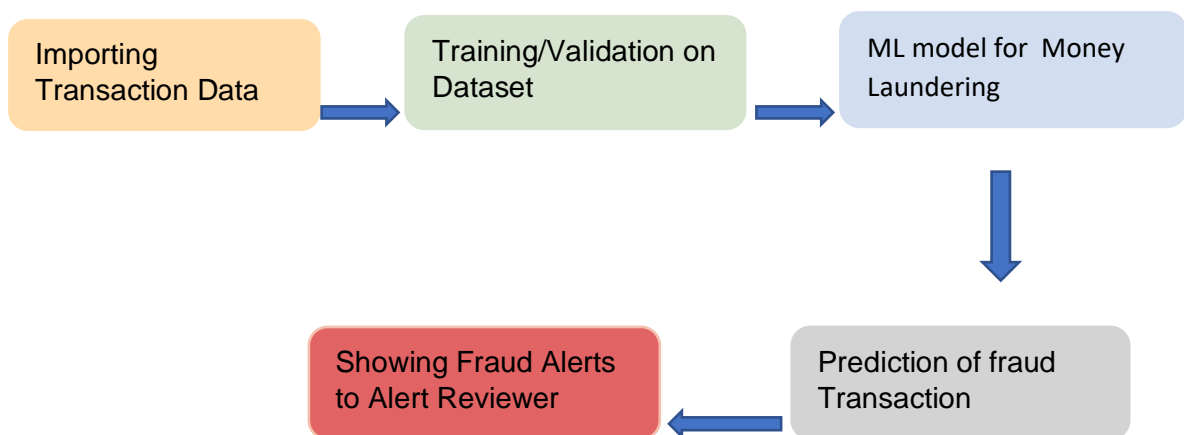 Importing
Transaction Data
Training/Validation on
Dataset
ML model for  Money
Laundering
Prediction of fraud
Transaction
Showing Fraud Alerts
to Alert Reviewer